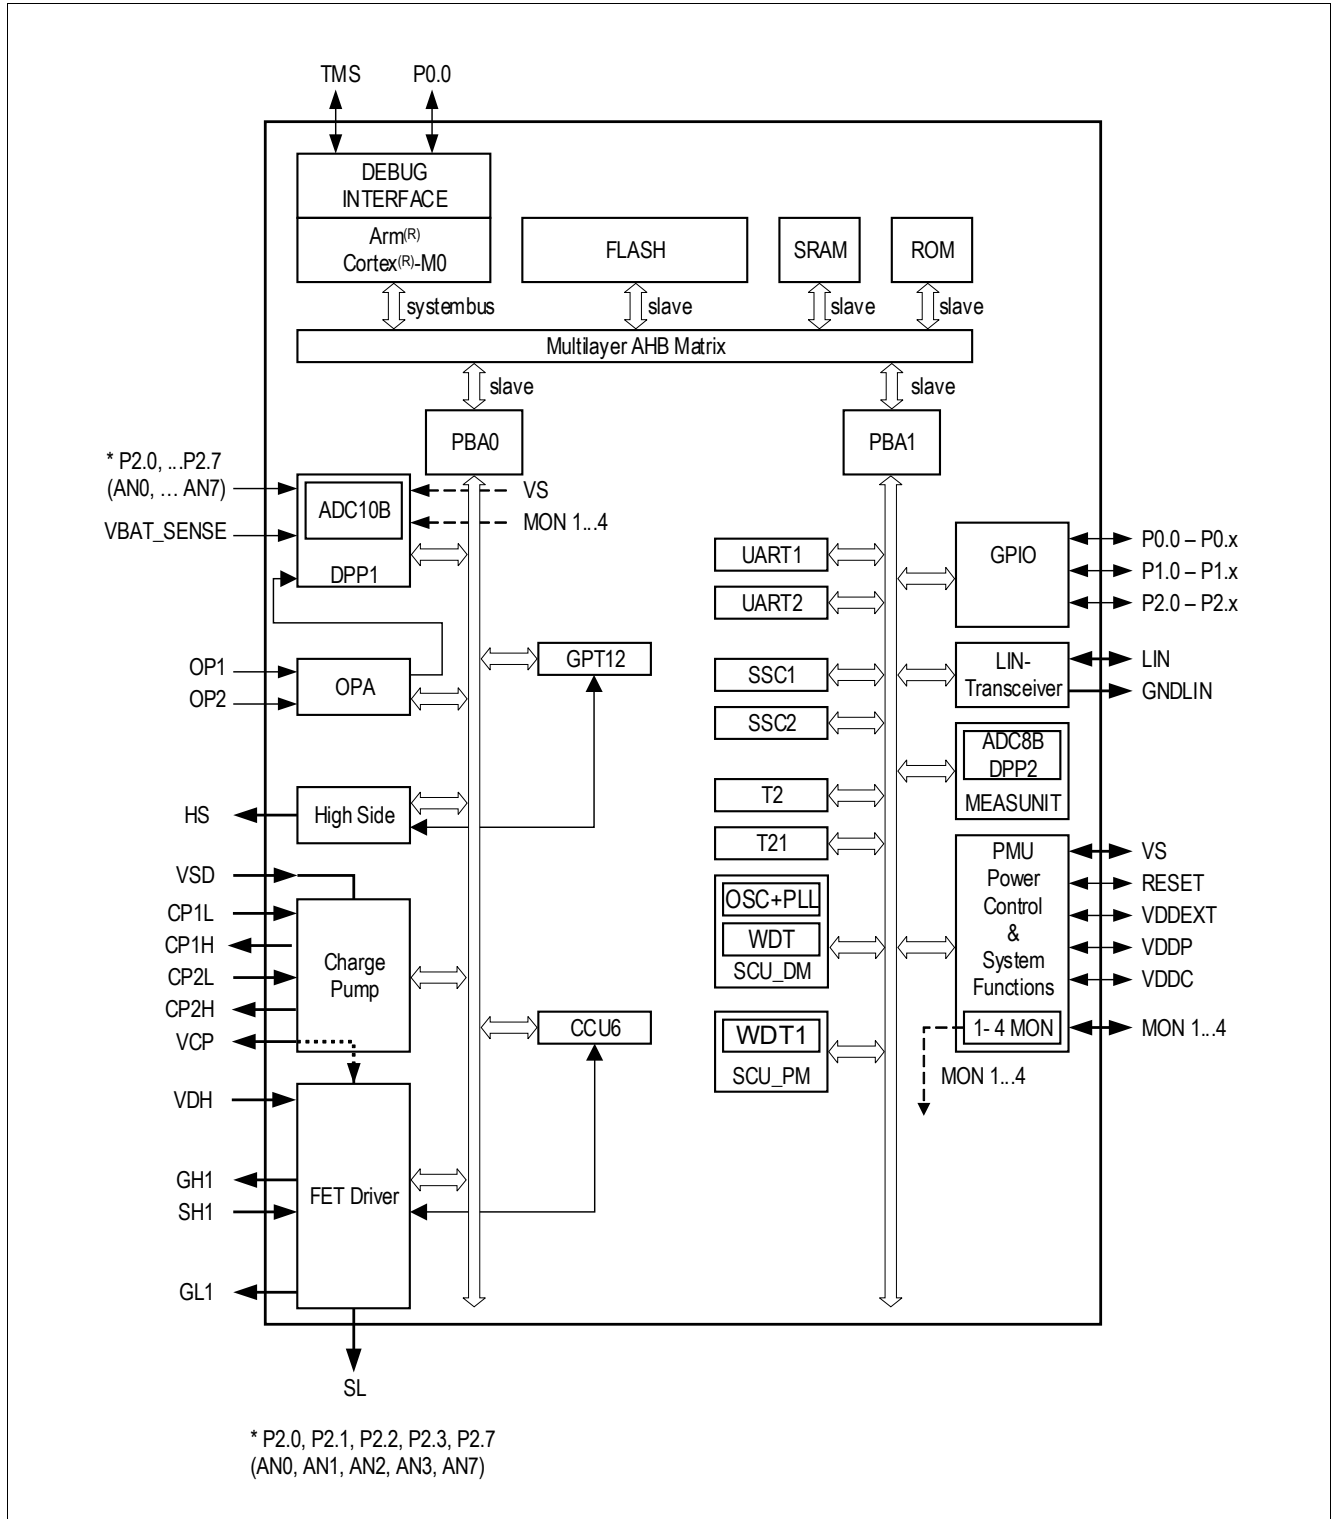 TMS
P0.0
DEBUG
INTERFACE
Arm(R)
Cortex(R)-M0
FLASH
SRAM
ROM
systembus
slave
slave
slave
Multilayer AHB Matrix
slave
slave
PBA0
PBA1
* P2.0, ...P2.7
(AN0, … AN7)
VBAT_SENSE
ADC10B
DPP1
VS
MON 1...4
OP1
OP2
OPA
GPT12
HS
High Side
VSD
CP1L
CP1H
CP2L
CP2H
VCP
Charge
Pump
CCU6
VDH
GH1
SH1
GL1
FET Driver
SL
UART1
UART2
SSC1
SSC2
T2
T21
OSC+PLL
WDT
SCU_DM
WDT1
SCU_PM
GPIO
P0.0 – P0.x
P1.0 – P1.x
P2.0 – P2.x
LIN-
Transceiver
LIN
GNDLIN
ADC8B
DPP2
MEASUNIT
PMU
Power
Control
&
System
Functions
1- 4 MON
VS
RESET
VDDEXT
VDDP
VDDC
MON 1...4
MON 1...4
* P2.0, P2.1, P2.2, P2.3, P2.7
(AN0, AN1, AN2, AN3, AN7)